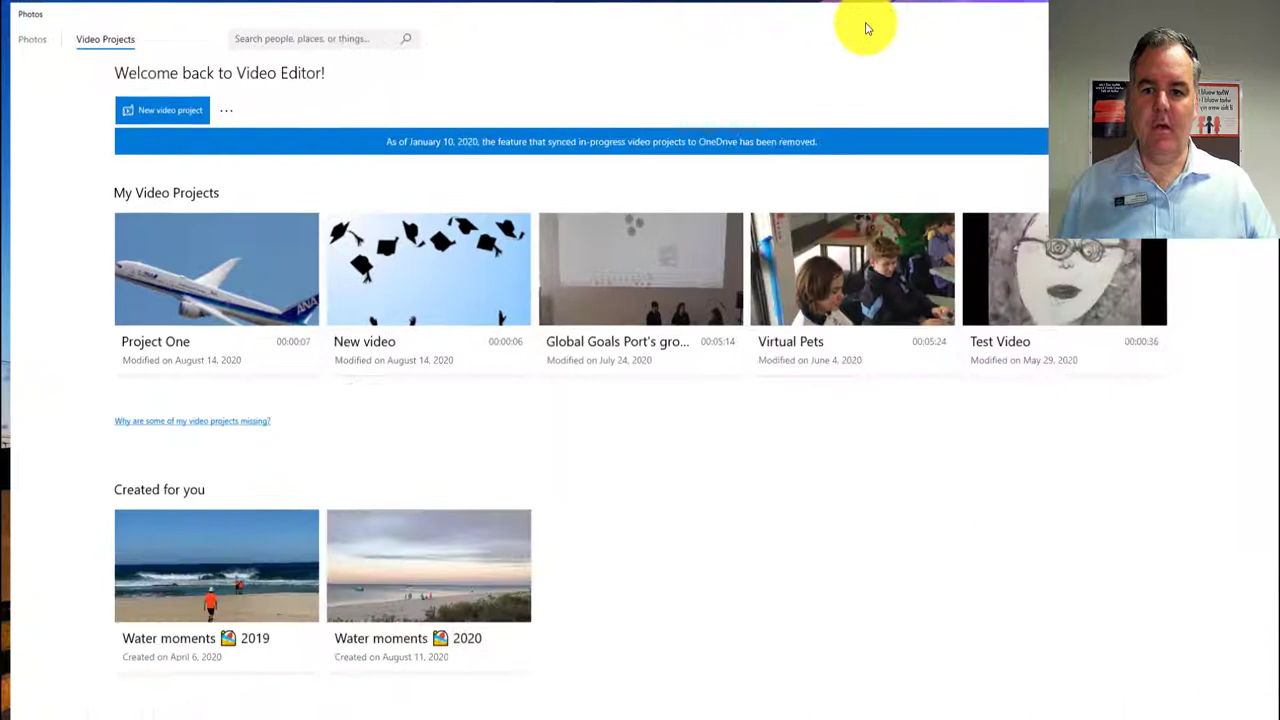 Photos
Photos
Video Projects
Search people, places, or things...
Welcome back to Video Editor!
New video project
As of January 10, 2020, the feature that synced in-progress video projects to OneDrive has been removed.
My Video Projects
Project One 00:00:07
Modified on August 14, 2020
New video 00:00:06
Modified on August 14, 2020
Global Goals Port's gro... 00:05:14
Modified on July 24, 2020
Virtual Pets 00:05:24
Modified on June 4, 2020
Test Video 00:00:36
Modified on May 29, 2020
Why are some of my video projects missing?
Created for you
Water moments 🏖 2019
Created on April 6, 2020
Water moments 🏖 2020
Created on August 11, 2020
ANA